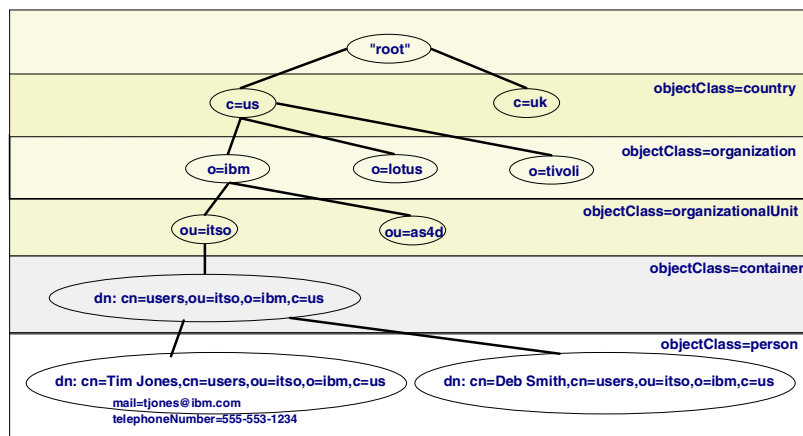 "root"
objectClass=country
c=us
c=uk
objectClass=organization
o=ibm
o=lotus
o=tivoli
objectClass=organizationalUnit
ou=itso
ou=as4d
objectClass=container
dn: cn=users,ou=itso,o=ibm,c=us
objectClass=person
dn: cn=Tim Jones,cn=users,ou=itso,o=ibm,c=us
mail=tjones@ibm.com
telephoneNumber=555-553-1234
dn: cn=Deb Smith,cn=users,ou=itso,o=ibm,c=us